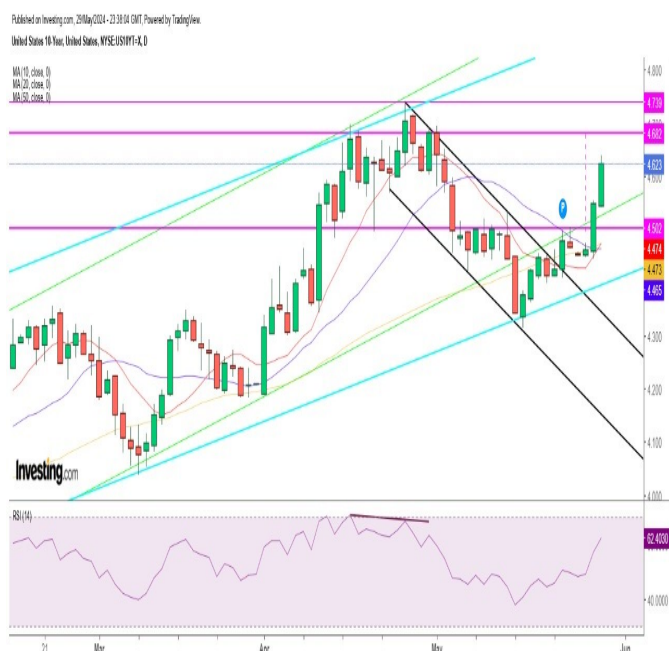 Published on Investing.com, 29/May/2024 - 23:38:04 GMT, Powered by TradingView.
United States 10-Year, United States, NYSE:US10YT=X, D
MA (10, close, 0)
MA (20, close, 0)
MA (50, close, 0)
4.800
4.739
4.682
4.623
4.502
4.474
4.473
4.465
4.300
4.200
4.100
4.000
P
Investing.com
RSI (14)
62.4030
40.0000
21 Mar Apr May Jun